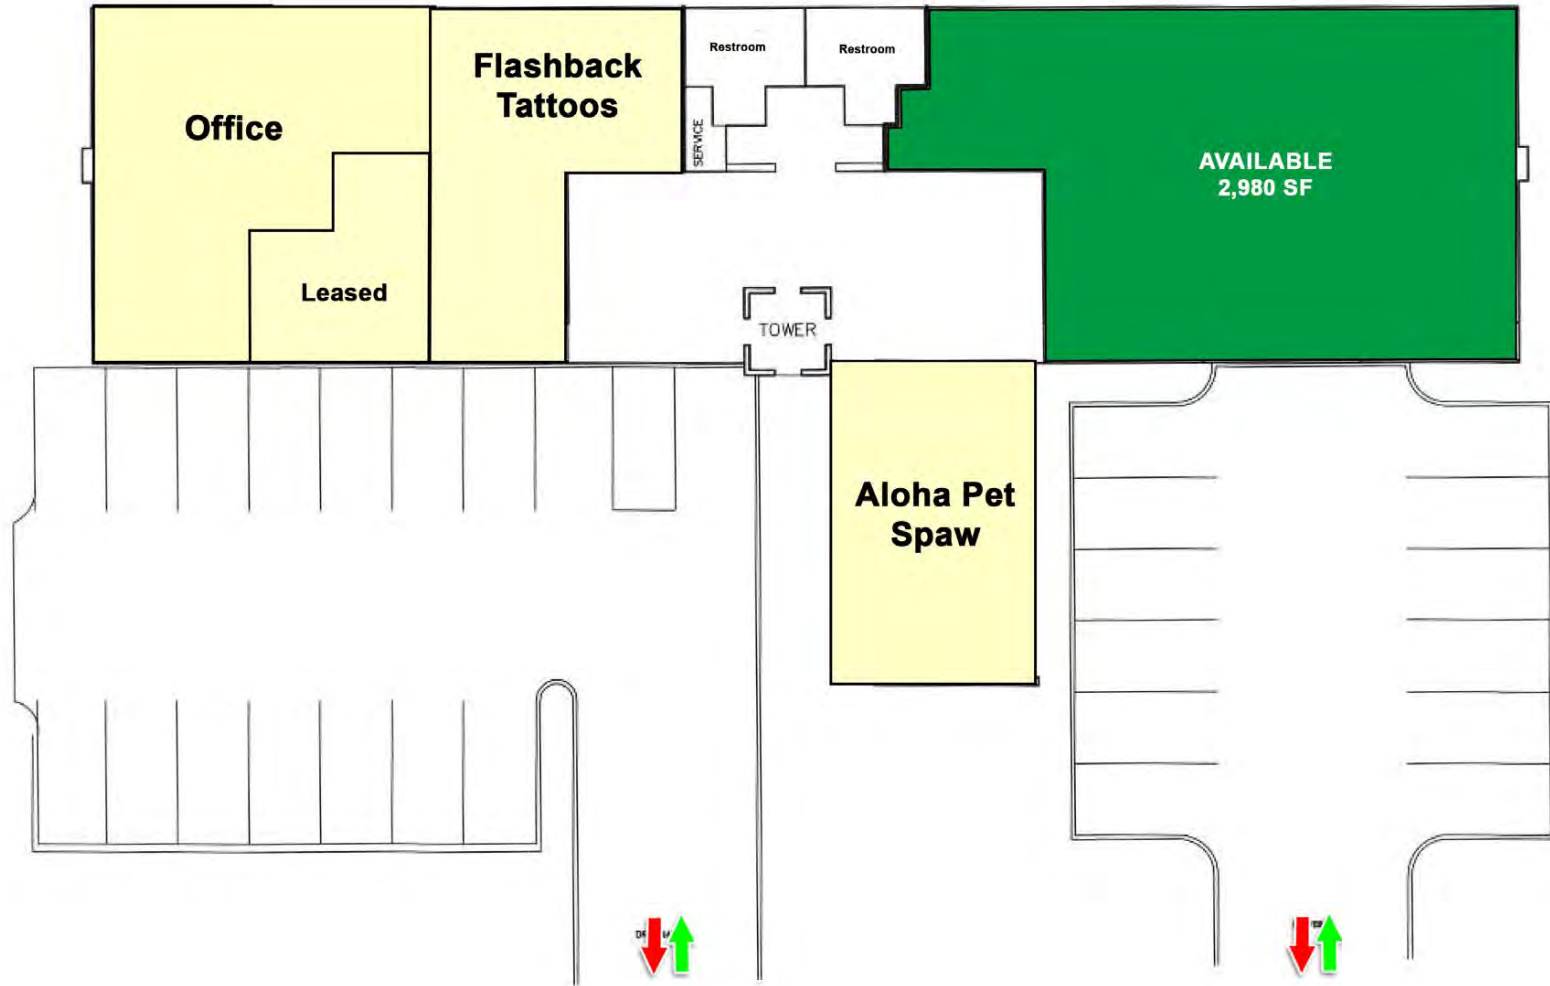 Office
Flashback
Tattoos
Restroom
Restroom
SERVICE
AVAILABLE
2,980 SF
Leased
TOWER
Aloha Pet
Spaw